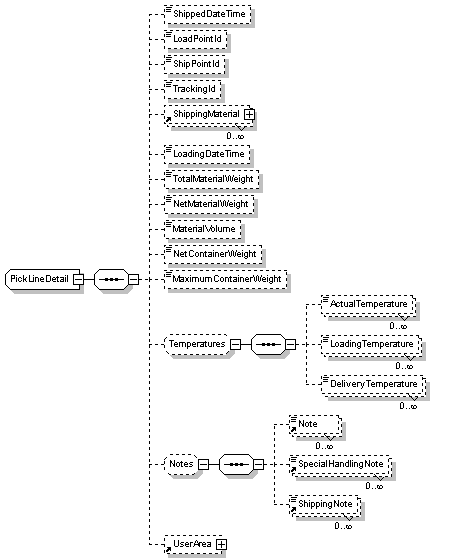 ShippedDateTime
LoadPointId
ShipPointId
TrackingId
ShippingMaterial
0..∞
LoadingDateTime
TotalMaterialWeight
NetMaterialWeight
MaterialVolume
NetContainerWeight
PickLineDetail
MaximumContainerWeight
ActualTemperature
0..∞
Temperatures
LoadingTemperature
0..∞
DeliveryTemperature
0..∞
Note
0..∞
Notes
SpecialHandlingNote
0..∞
ShippingNote
0..∞
UserArea